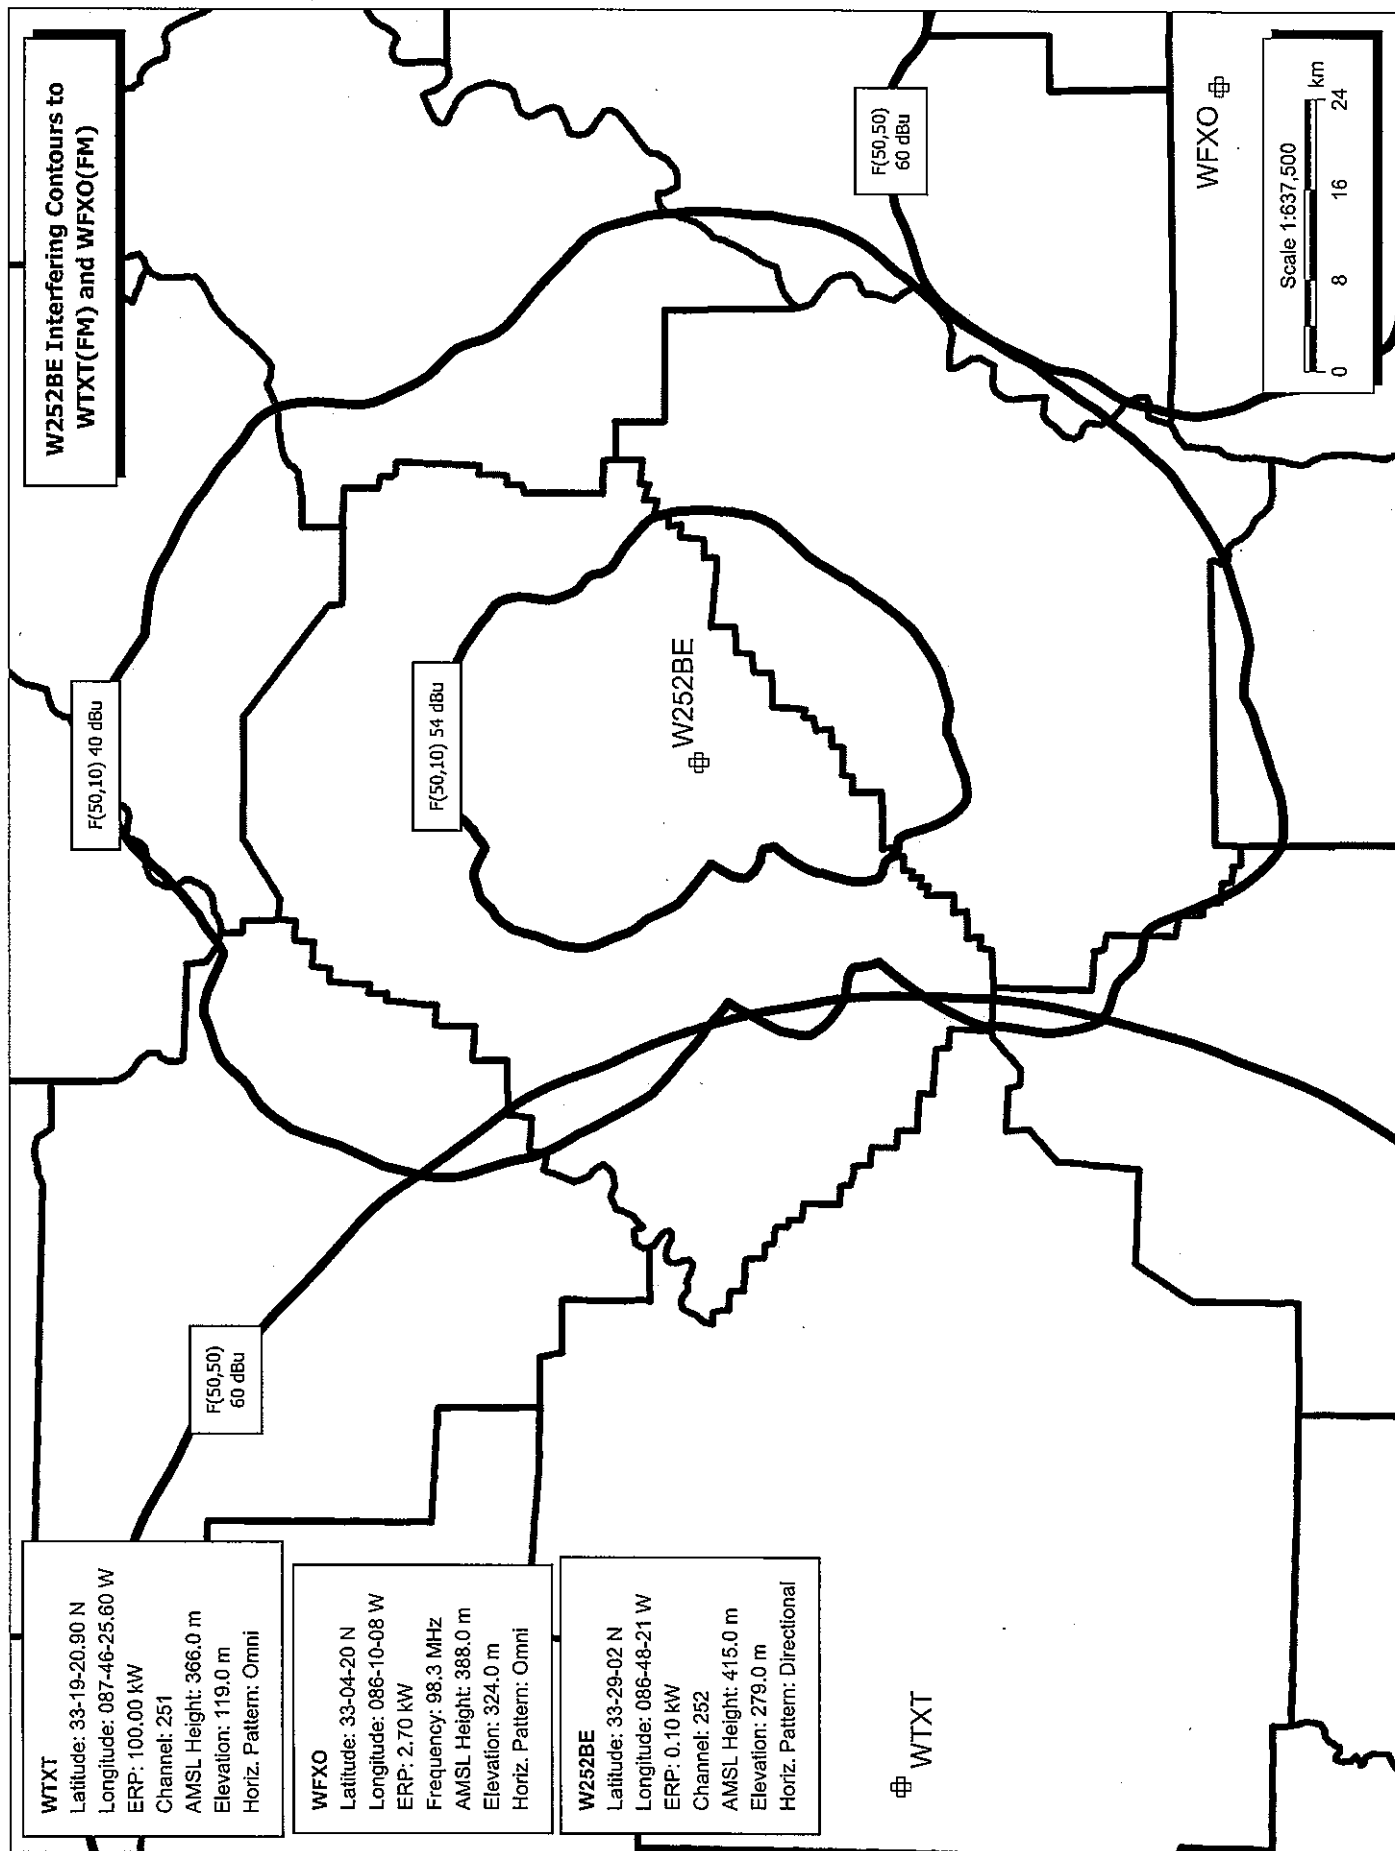 W252BE Interfering Contours to
WTXT(FM) and WFXO(FM)
WTXT
Latitude: 33-19-20.90 N
Longitude: 087-46-25.60 W
ERP: 100.00 kW
Channel: 251
AMSL Height: 366.0 m
Elevation: 119.0 m
Horiz. Pattern: Omni
WFXO
Latitude: 33-04-20 N
Longitude: 086-10-08 W
ERP: 2.70 kW
Frequency: 98.3 MHz
AMSL Height: 388.0 m
Elevation: 324.0 m
Horiz. Pattern: Omni
W252BE
Latitude: 33-29-02 N
Longitude: 086-48-21 W
ERP: 0.10 kW
Channel: 252
AMSL Height: 415.0 m
Elevation: 279.0 m
Horiz. Pattern: Directional
F(50,50)
60 dBu
F(50,10) 40 dBu
F(50,10) 54 dBu
W252BE
F(50,50)
60 dBu
WTXT
WFXO
Scale 1:637,500
0 8 16 24 km